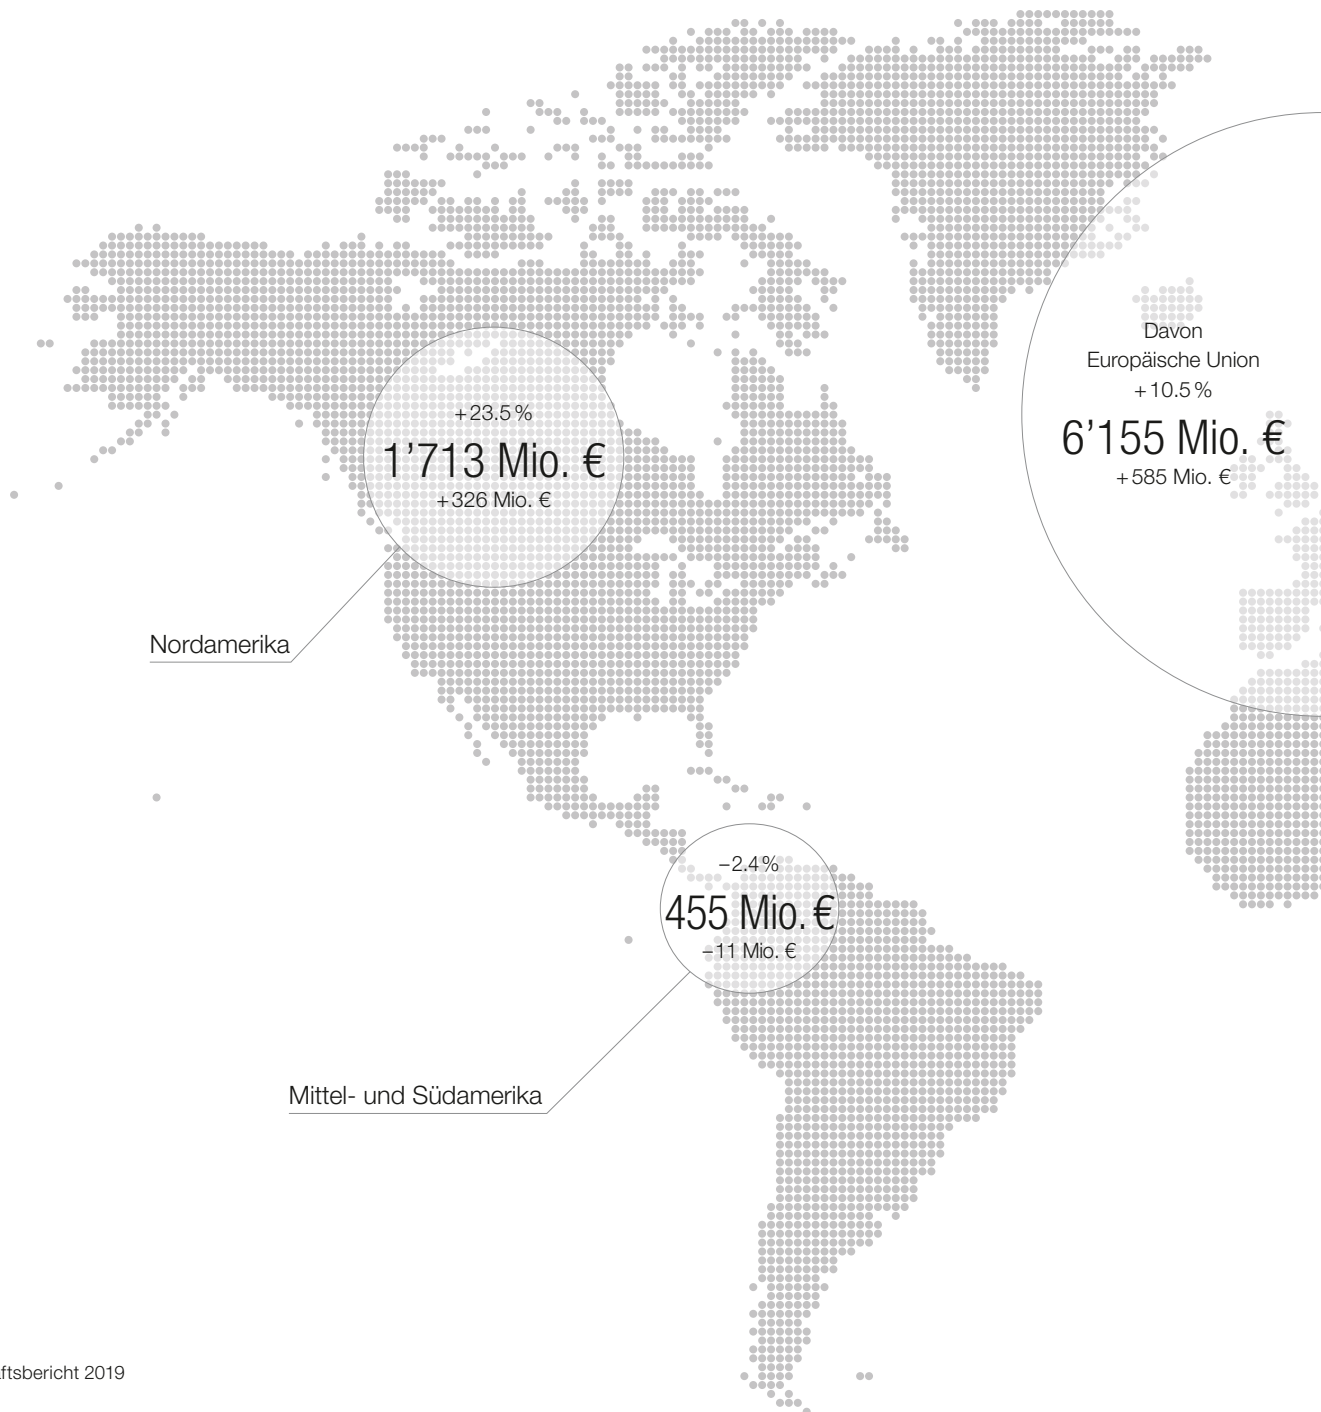 Davon
Europäische Union
+10.5 %
6’155 Mio. €
+585 Mio. €
+23.5 %
1’713 Mio. €
+326 Mio. €
Nordamerika
–2.4 %
455 Mio. €
–11 Mio. €
Mittel- und Südamerika
ftsbericht 2019